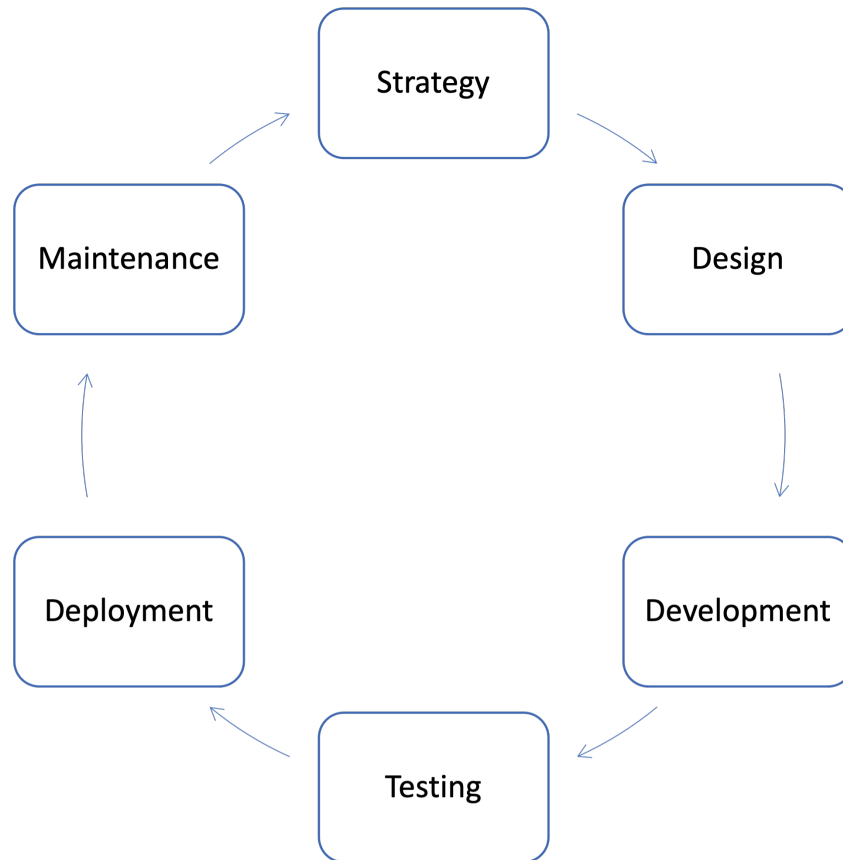 Strategy
Design
Development
Testing
Deployment
Maintenance